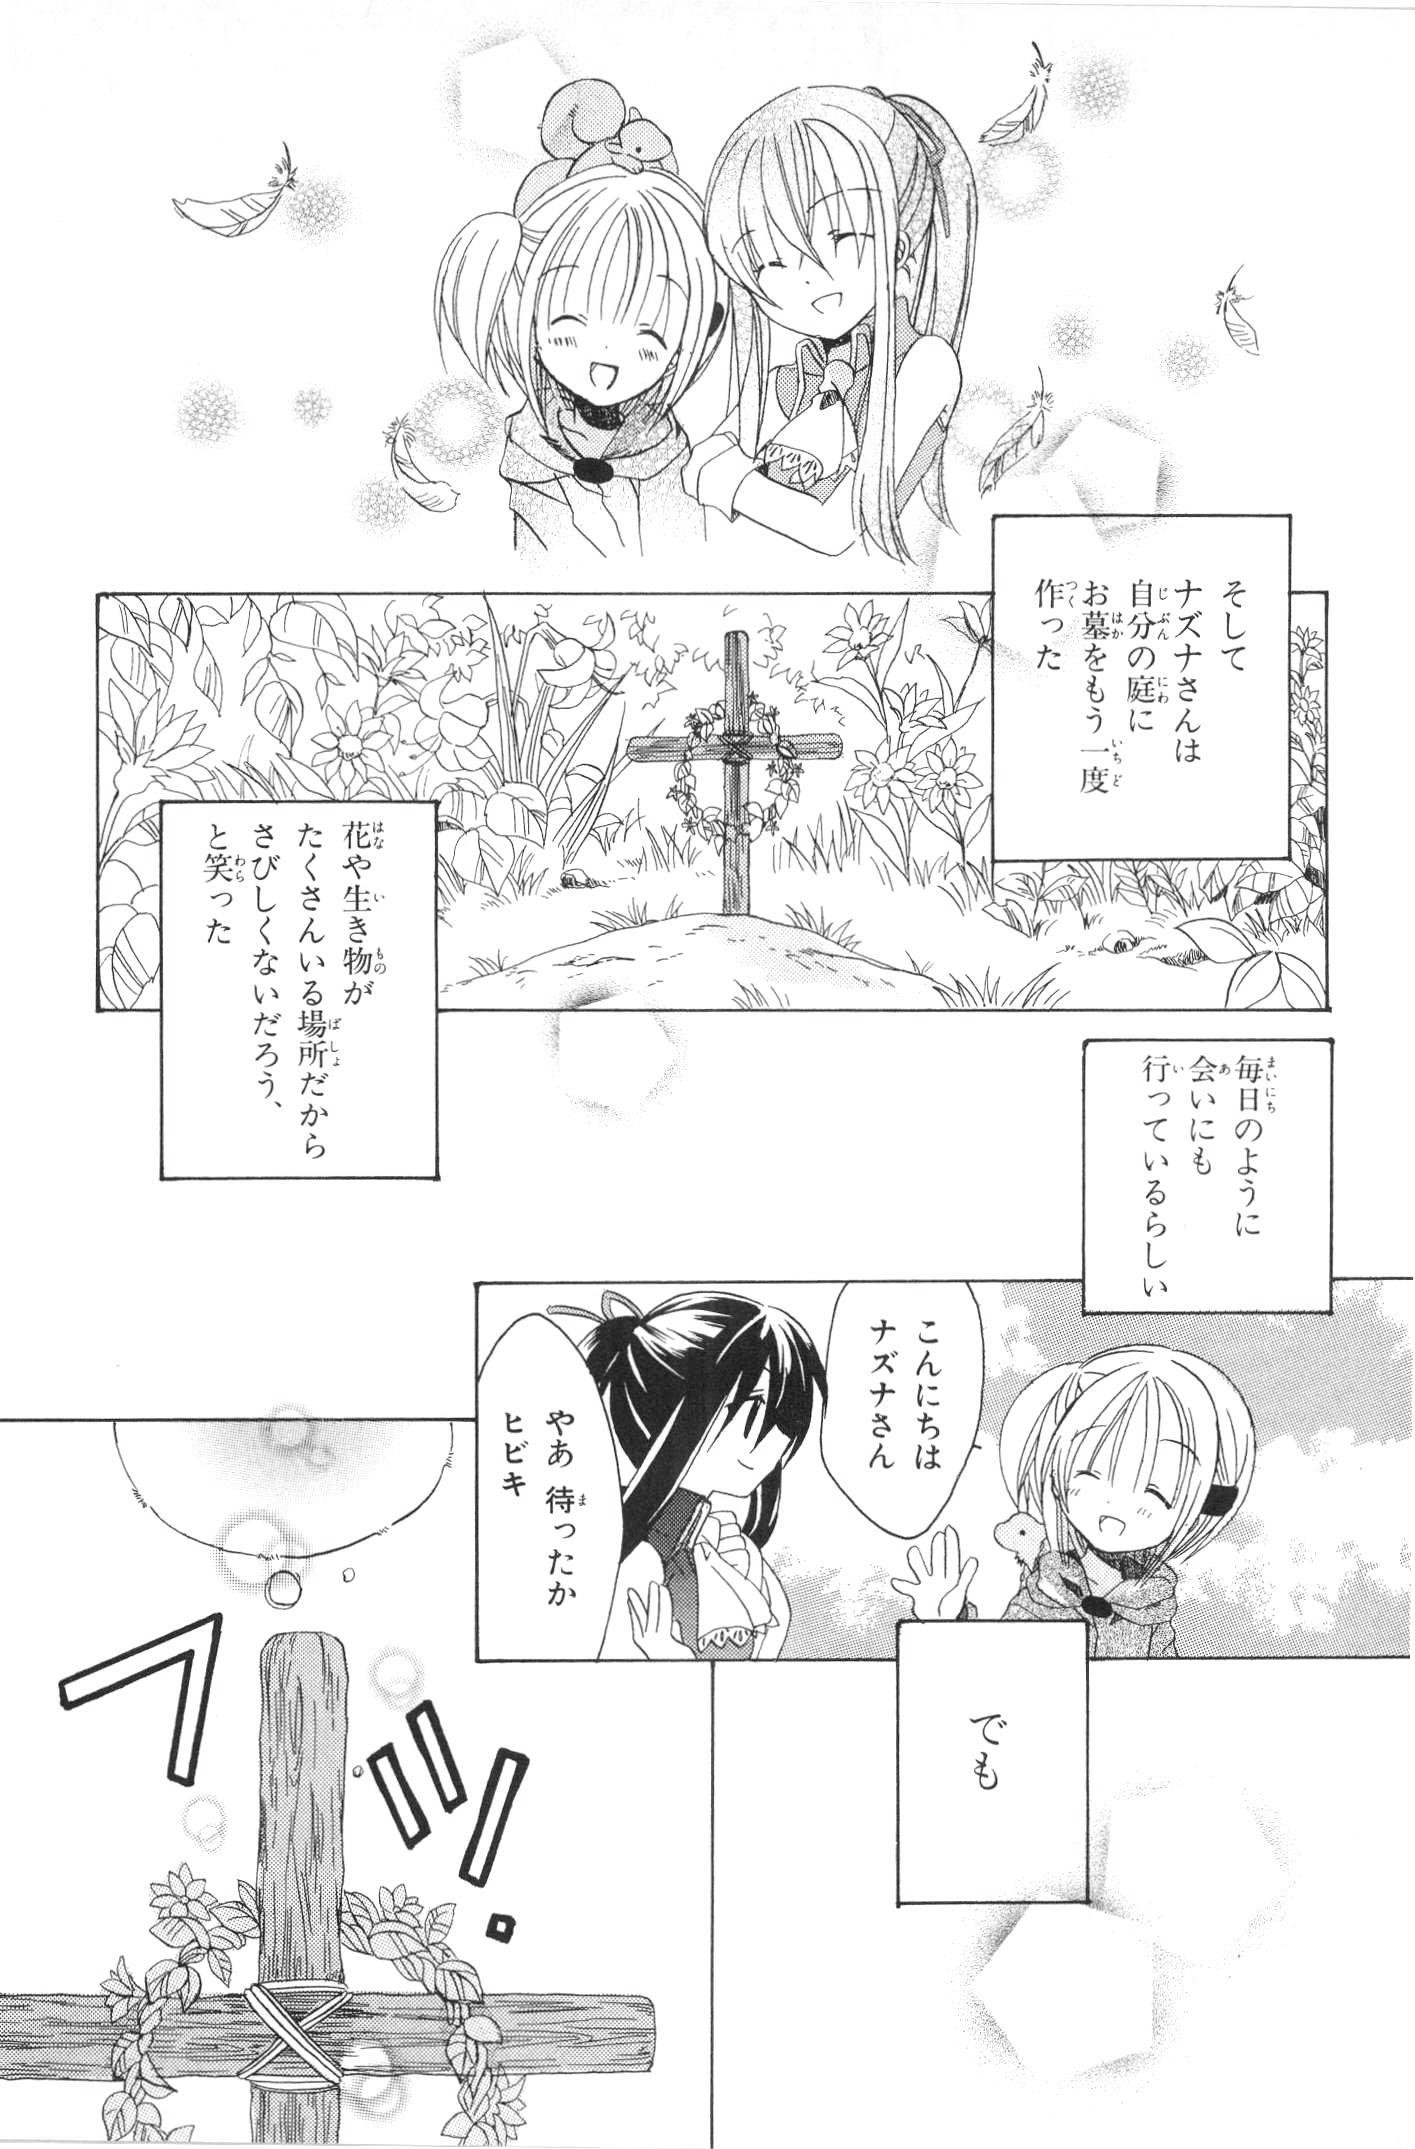 そして
ナズナさんは
自分の庭に
お墓をもう一度
作った
花や生き物が
たくさんいる場所だから
さびしくないだろう、
と笑った
毎日のように
会いにも
行っているらしい
こんにちは
ナズナさん
やあ 待ったか
ヒビキ
でも
フッ